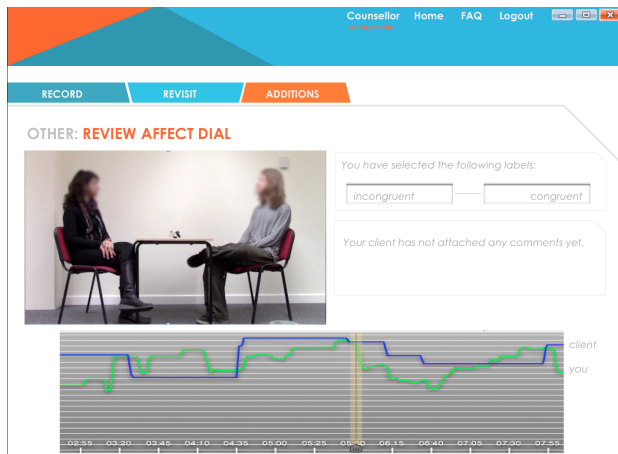 Counsellor Home FAQ Logout
RECORD REVISIT ADDITIONS
OTHER: REVIEW AFFECT DIAL
You have selected the following labels:
incongruent congruent
Your client has not attached any comments yet.
client
you
02:55 03:20 03:45 04:10 04:35 05:00 05:25 05:50 06:15 06:40 07:05 07:30 07:55